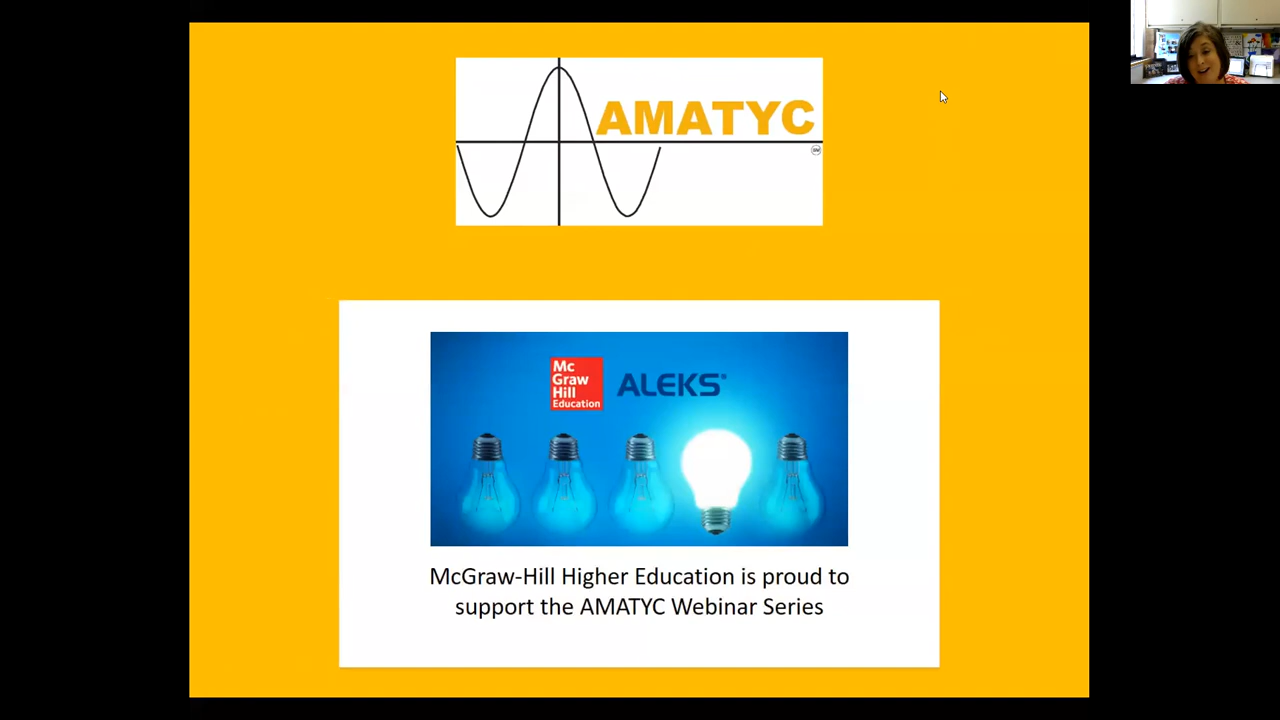 AMATYC
Mc
Graw
Hill
Education
ALEKS®
McGraw-Hill Higher Education is proud to
support the AMATYC Webinar Series